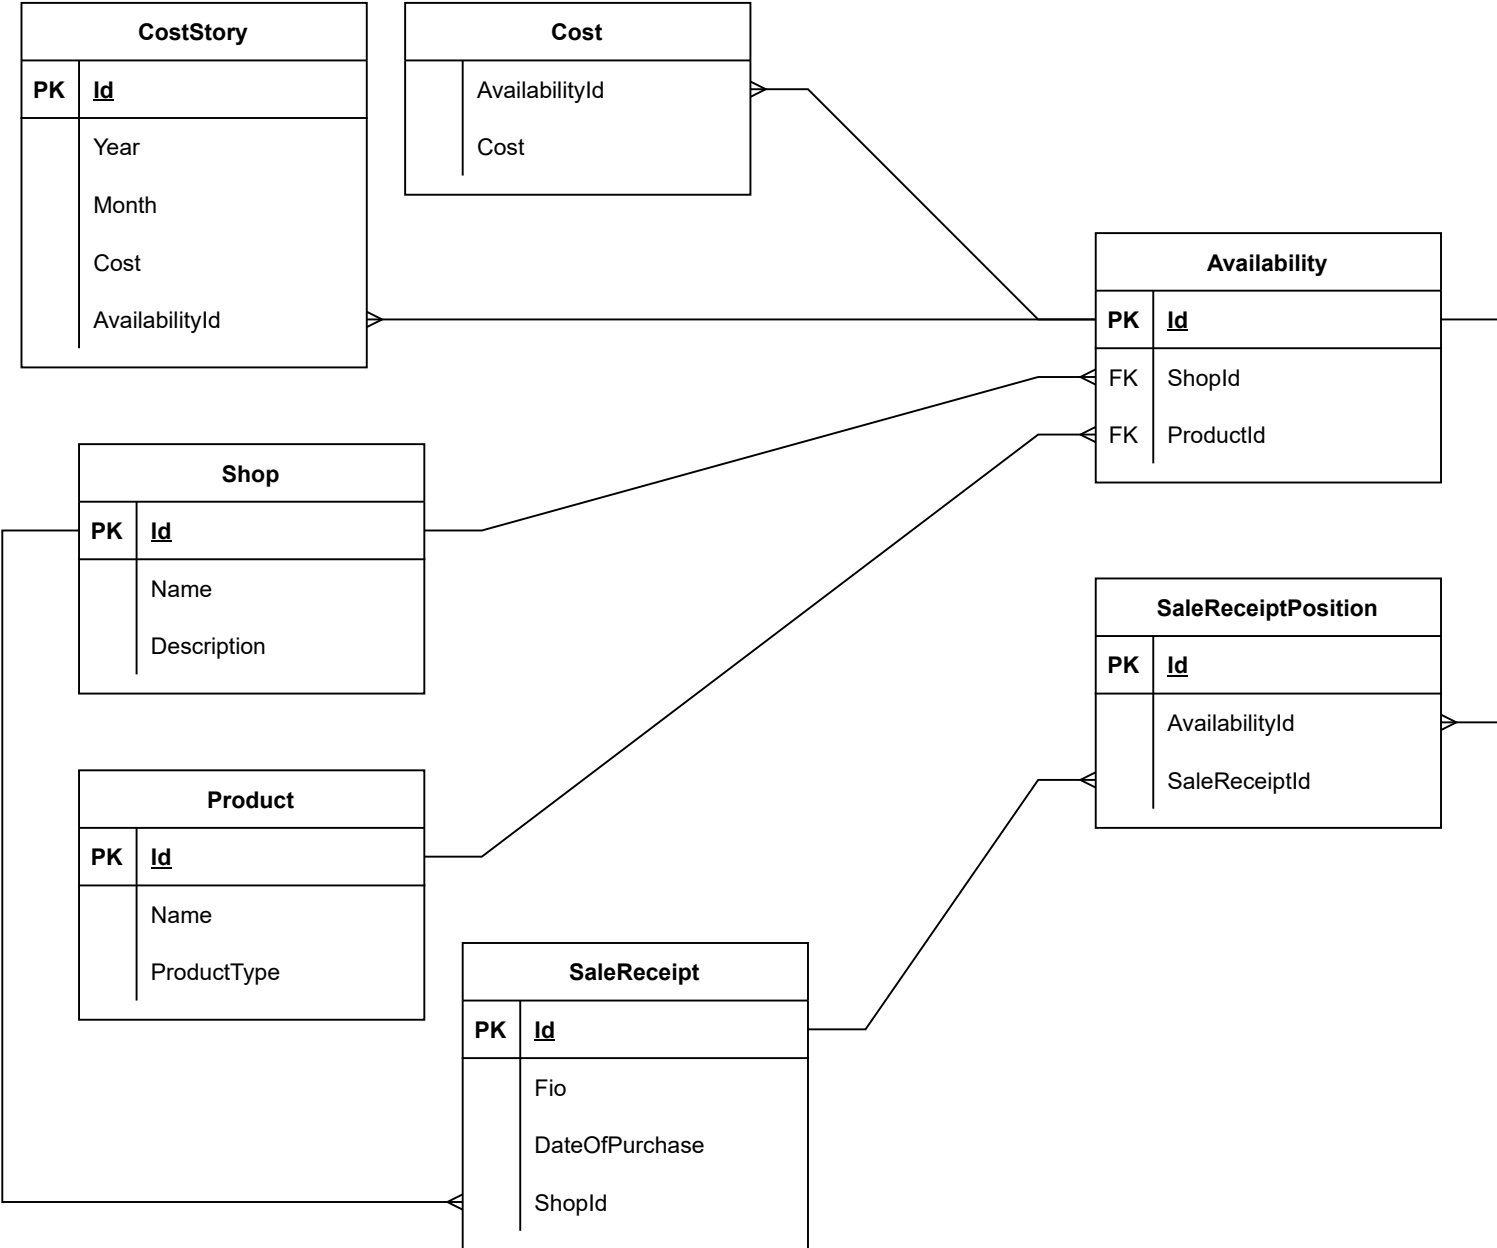 CostStory
PK Id
Year
Month
Cost
AvailabilityId
Cost
AvailabilityId
Cost
Availability
PK Id
FK ShopId
FK ProductId
Shop
PK Id
Name
Description
SaleReceiptPosition
PK Id
AvailabilityId
SaleReceiptId
Product
PK Id
Name
ProductType
SaleReceipt
PK Id
Fio
DateOfPurchase
ShopId